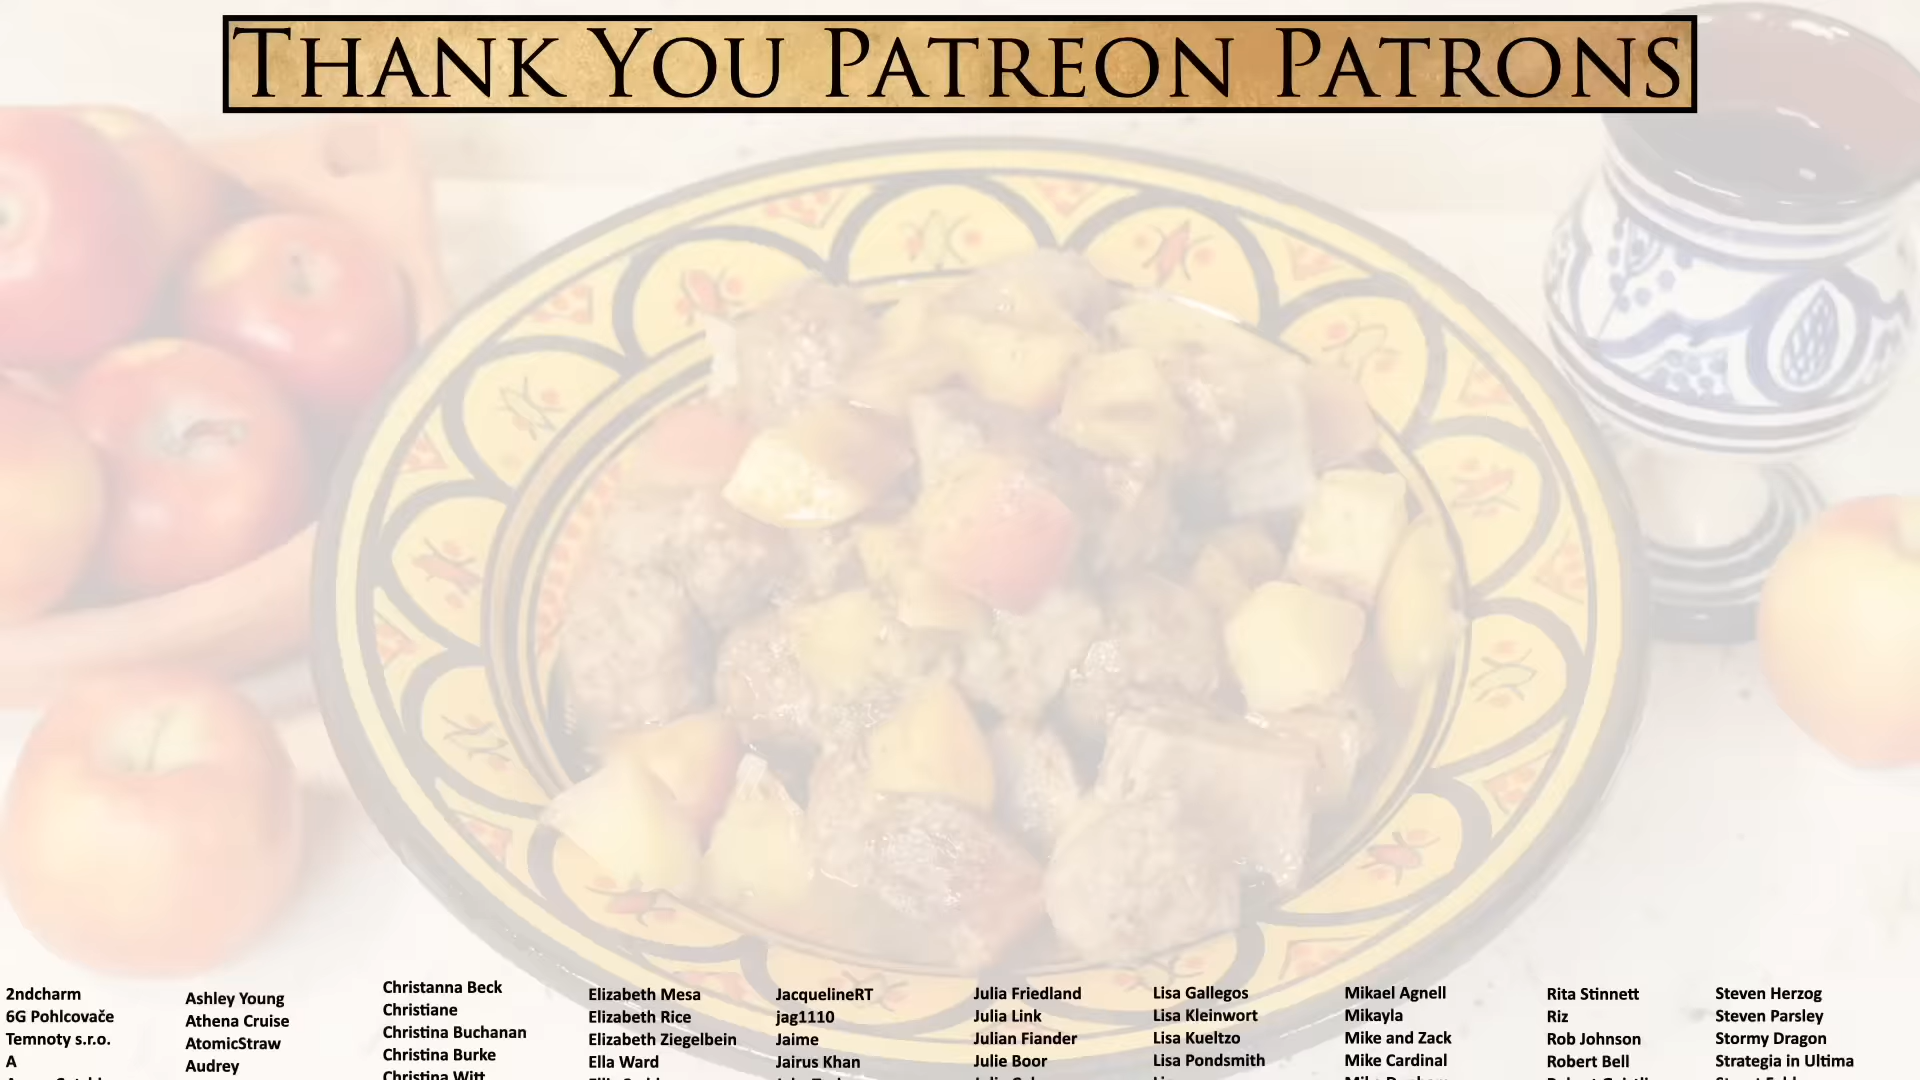 THANK YOU PATREON PATRONS
2ndcharm
6G Pohlcovače
Temnoty s.r.o.
A
Ashley Young
Athena Cruise
AtomicStraw
Audrey
Christanna Beck
Christiane
Christina Buchanan
Christina Burke
Christina Witt
Elizabeth Mesa
Elizabeth Rice
Elizabeth Ziegelbein
Ella Ward
JacquelineRT
jag1110
Jaime
Jairus Khan
Julia Friedland
Julia Link
Julian Fiander
Julie Boor
Lisa Gallegos
Lisa Kleinwort
Lisa Kueltzo
Lisa Pondsmith
Mikael Agnell
Mikayla
Mike and Zack
Mike Cardinal
Rita Stinnett
Riz
Rob Johnson
Robert Bell
Steven Herzog
Steven Parsley
Stormy Dragon
Strategia in Ultima